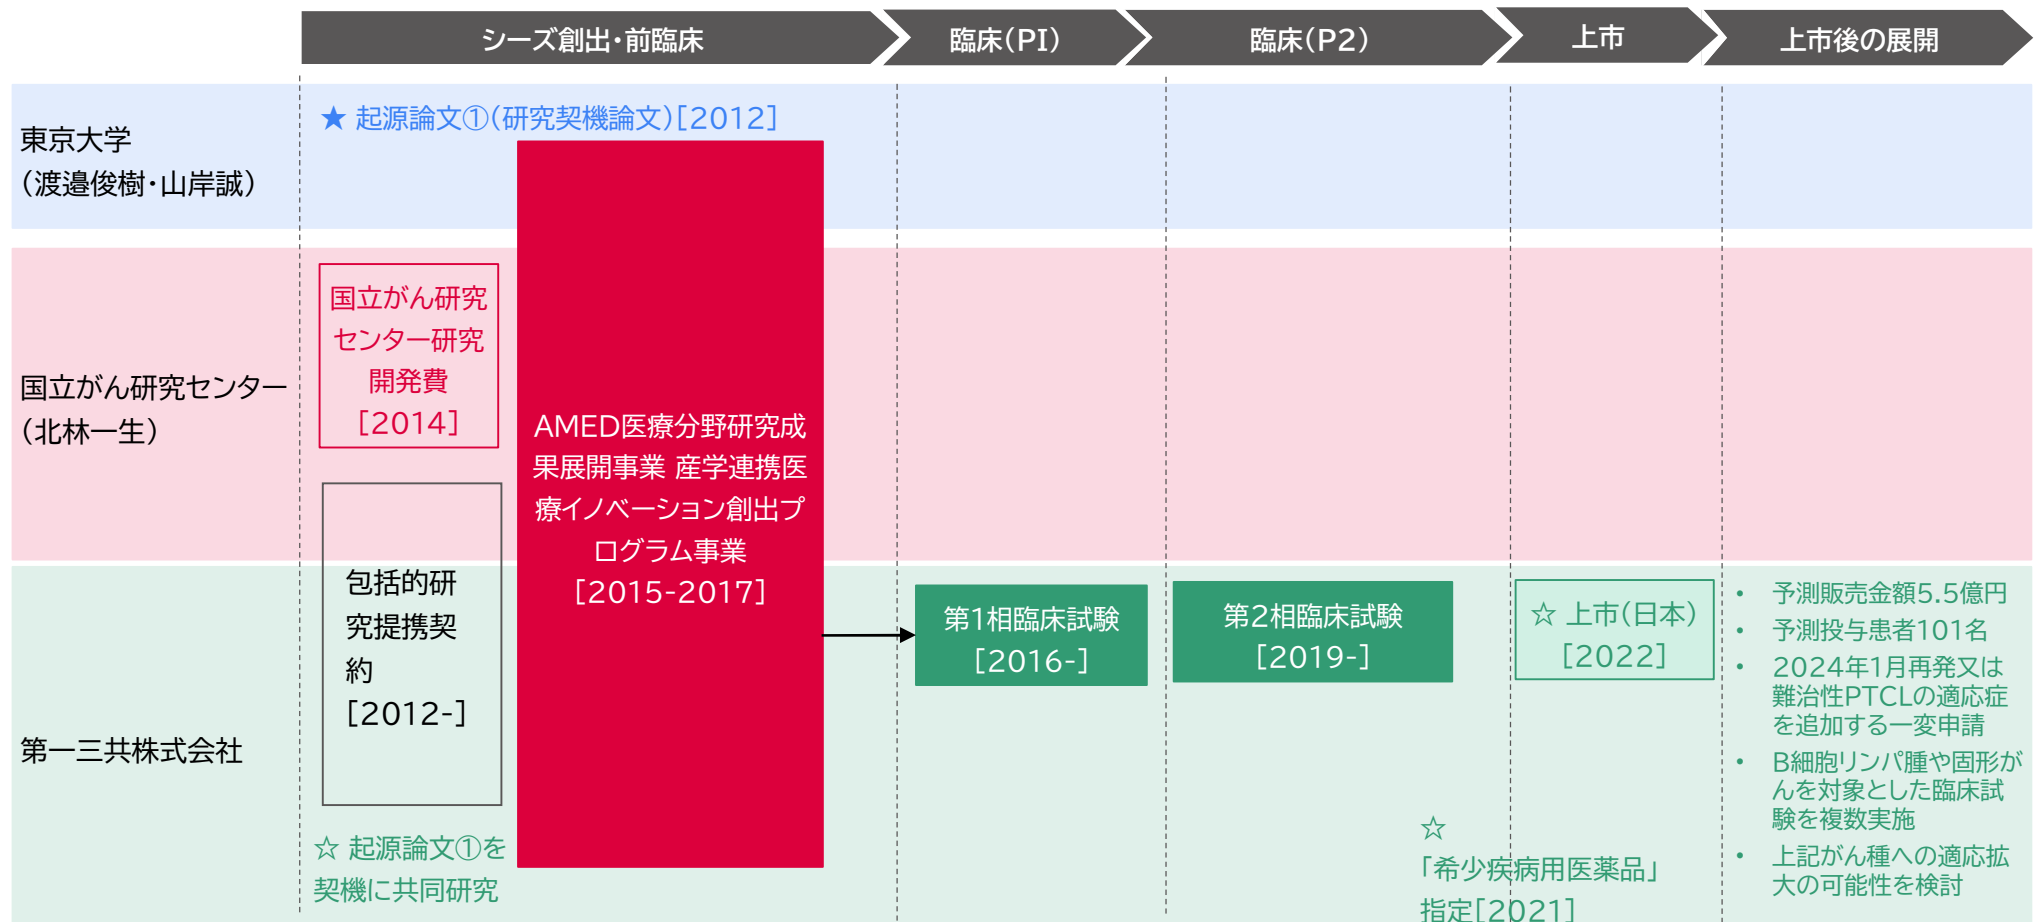 シーズ創出・前臨床
臨床(PI)
臨床(P2)
上市
上市後の展開
東京大学
(渡邉俊樹・山岸誠)
★ 起源論文①(研究契機論文)[2012]
国立がん研究センター
(北林一生)
国立がん研究
センター研究
開発費
[2014]
AMED医療分野研究成
果展開事業 産学連携医
療イノベーション創出プ
ログラム事業
[2015-2017]
第一三共株式会社
包括的研
究提携契
約
[2012-]
☆ 起源論文①を
契機に共同研究
第1相臨床試験
[2016-]
第2相臨床試験
[2019-]
☆
「希少疾病用医薬品」
指定[2021]
☆ 上市(日本)
[2022]
• 予測販売金額5.5億円
• 予測投与患者101名
• 2024年1月再発又は
難治性PTCLの適応症
を追加する一変申請
• B細胞リンパ腫や固形が
んを対象とした臨床試
験を複数実施
• 上記がん種への適応拡
大の可能性を検討